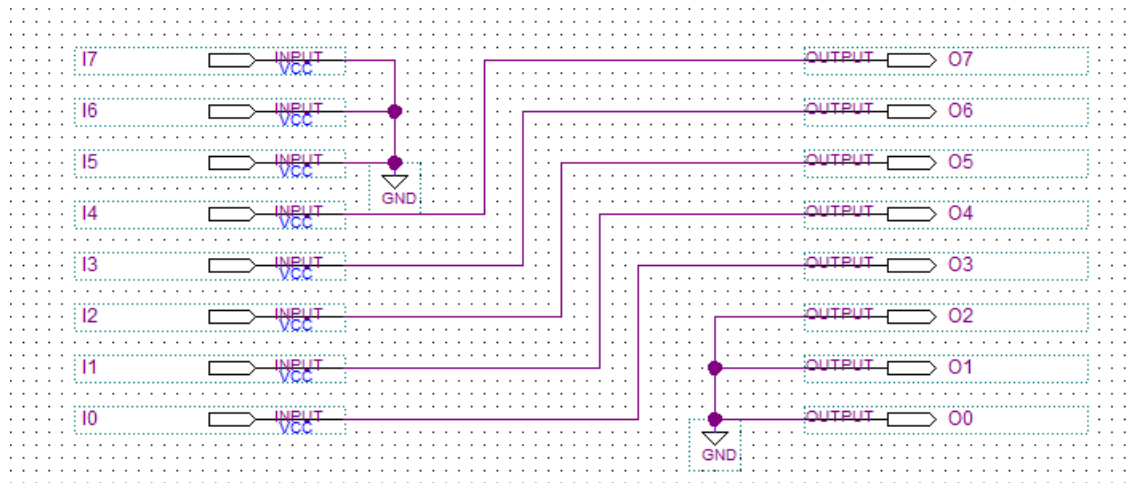 I7 INPUT VCC OUTPUT O7
I6 INPUT VCC OUTPUT O6
I5 INPUT VCC OUTPUT O5
GND
I4 INPUT VCC OUTPUT O4
I3 INPUT VCC OUTPUT O3
I2 INPUT VCC OUTPUT O2
I1 INPUT VCC OUTPUT O1
I0 INPUT VCC OUTPUT O0
GND